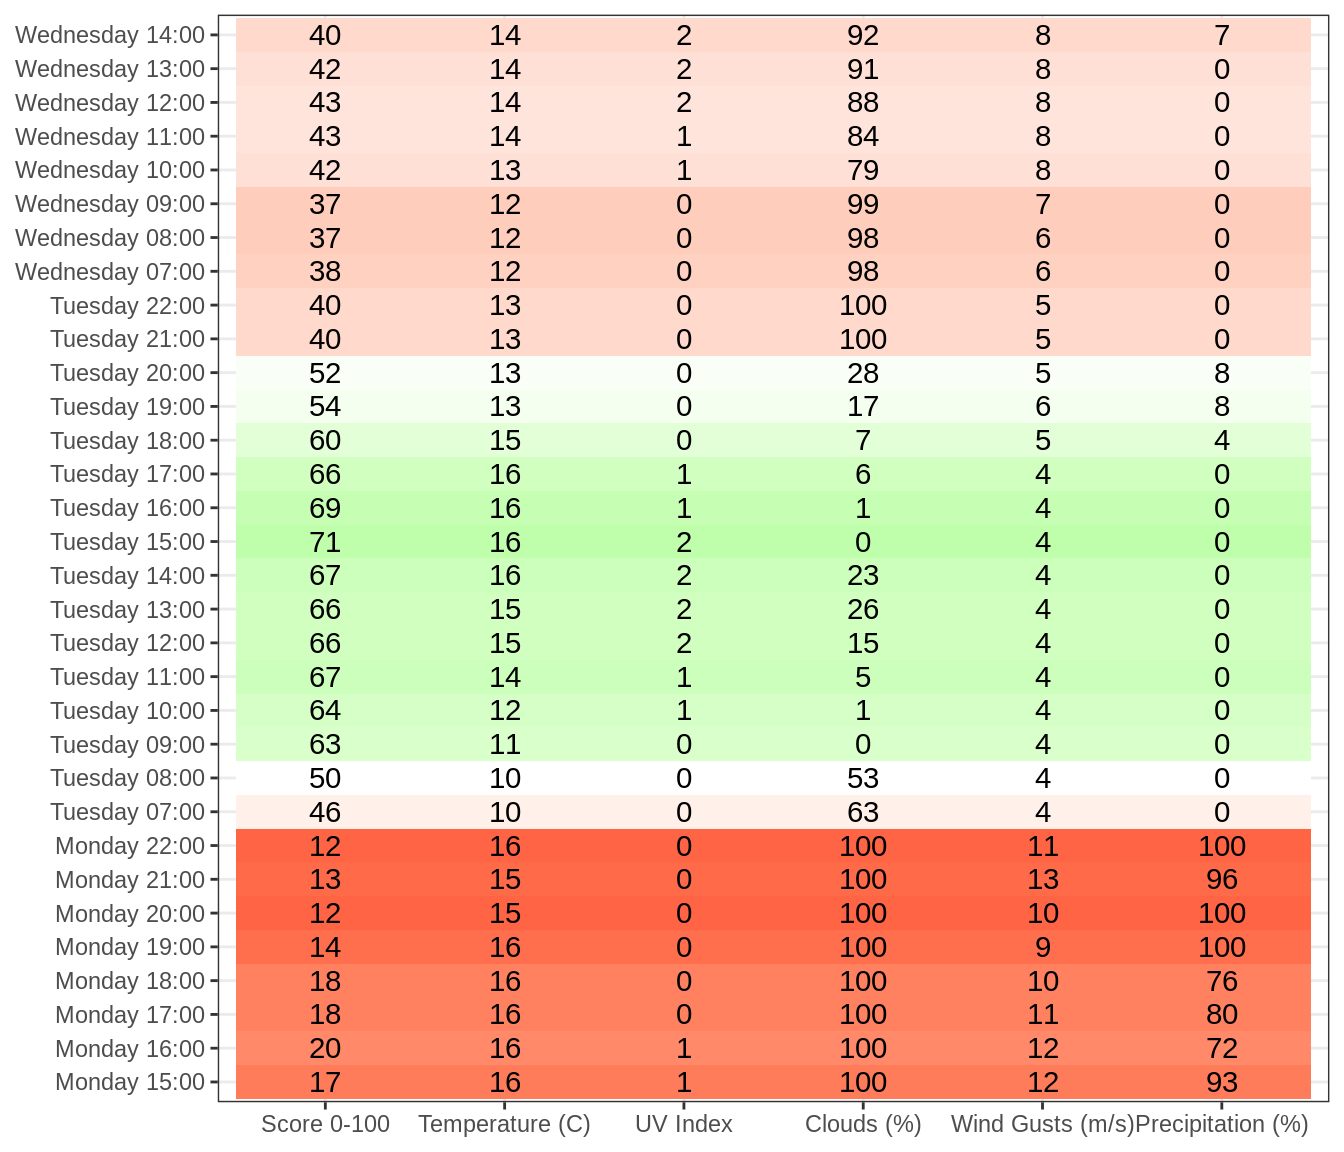 Wednesday 14:00 40 14 2 92 8 7
Wednesday 13:00 42 14 2 91 8 0
Wednesday 12:00 43 14 2 88 8 0
Wednesday 11:00 43 14 1 84 8 0
Wednesday 10:00 42 13 1 79 8 0
Wednesday 09:00 37 12 0 99 7 0
Wednesday 08:00 37 12 0 98 6 0
Wednesday 07:00 38 12 0 98 6 0
Tuesday 22:00 40 13 0 100 5 0
Tuesday 21:00 40 13 0 100 5 0
Tuesday 20:00 52 13 0 28 5 8
Tuesday 19:00 54 13 0 17 6 8
Tuesday 18:00 60 15 0 7 5 4
Tuesday 17:00 66 16 1 6 4 0
Tuesday 16:00 69 16 1 1 4 0
Tuesday 15:00 71 16 2 0 4 0
Tuesday 14:00 67 16 2 23 4 0
Tuesday 13:00 66 15 2 26 4 0
Tuesday 12:00 66 15 2 15 4 0
Tuesday 11:00 67 14 1 5 4 0
Tuesday 10:00 64 12 1 1 4 0
Tuesday 09:00 63 11 0 0 4 0
Tuesday 08:00 50 10 0 53 4 0
Tuesday 07:00 46 10 0 63 4 0
Monday 22:00 12 16 0 100 11 100
Monday 21:00 13 15 0 100 13 96
Monday 20:00 12 15 0 100 10 100
Monday 19:00 14 16 0 100 9 100
Monday 18:00 18 16 0 100 10 76
Monday 17:00 18 16 0 100 11 80
Monday 16:00 20 16 1 100 12 72
Monday 15:00 17 16 1 100 12 93
Score 0-100 Temperature (C) UV Index Clouds (%) Wind Gusts (m/s) Precipitation (%)